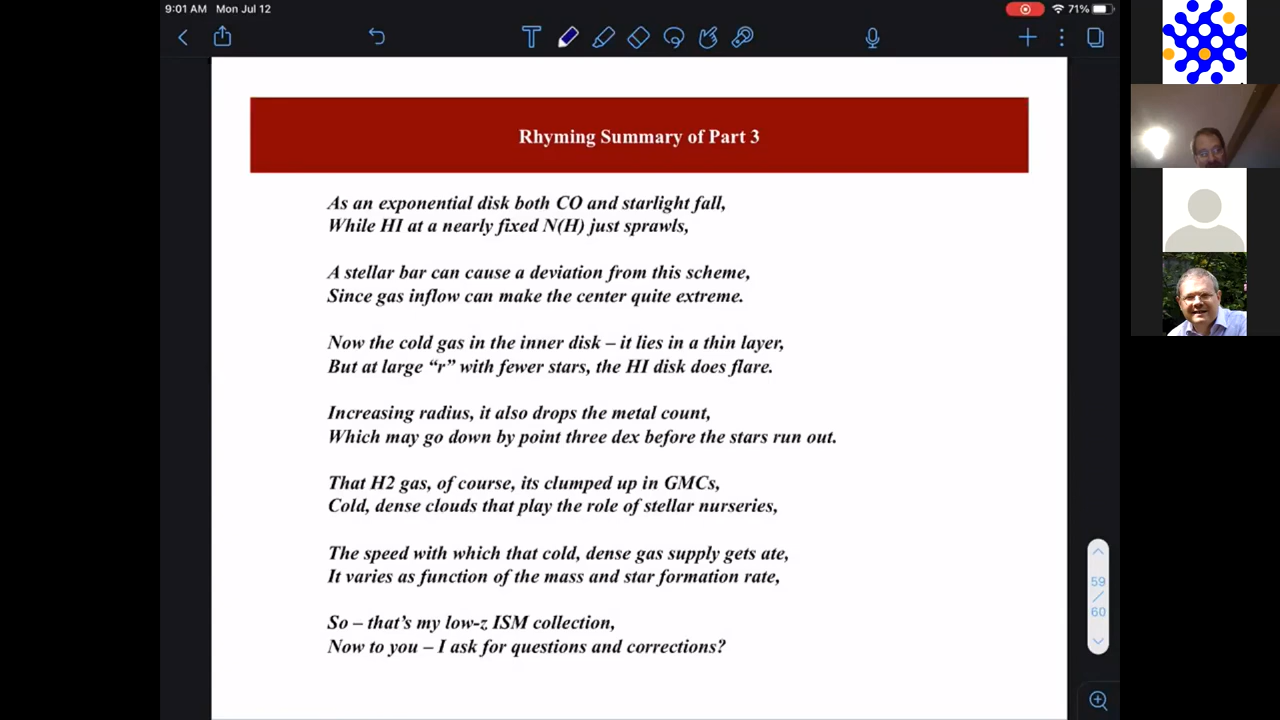 9:01 AM Mon Jul 12
71%
Rhyming Summary of Part 3
As an exponential disk both CO and starlight fall,
While HI at a nearly fixed N(H) just sprawls,
A stellar bar can cause a deviation from this scheme,
Since gas inflow can make the center quite extreme.
Now the cold gas in the inner disk – it lies in a thin layer,
But at large “r” with fewer stars, the HI disk does flare.
Increasing radius, it also drops the metal count,
Which may go down by point three dex before the stars run out.
That H2 gas, of course, its clumped up in GMCs,
Cold, dense clouds that play the role of stellar nurseries,
The speed with which that cold, dense gas supply gets ate,
It varies as function of the mass and star formation rate,
So – that’s my low-z ISM collection,
Now to you – I ask for questions and corrections?
59
/
60